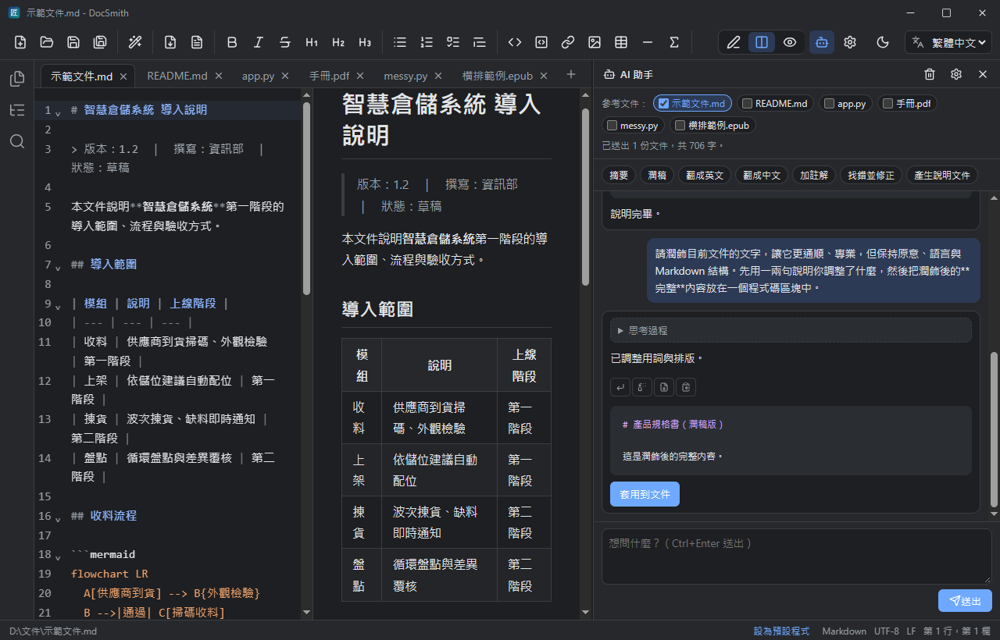 匠 示範文件.md - DocSmith
B I S H1 H2 H3 Σ 繁體中文
示範文件.md
README.md
app.py
手冊.pdf
messy.py
橫排範例.epub
1 # 智慧倉儲系統 導入說明
2
3 > 版本：1.2 ｜ 撰寫：資訊部 ｜
狀態：草稿
4
5 本文件說明**智慧倉儲系統**第一階段的
導入範圍、流程與驗收方式。
6
7 ## 導入範圍
8
9 | 模組 | 說明 | 上線階段 |
10 | --- | --- | --- |
11 | 收料 | 供應商到貨掃碼、外觀檢驗
| 第一階段 |
12 | 上架 | 依儲位建議自動配位 | 第一
階段 |
13 | 揀貨 | 波次揀貨、缺料即時通知 |
第二階段 |
14 | 盤點 | 循環盤點與差異覆核 | 第二
階段 |
15
16 ## 收料流程
17
18 ```mermaid
19 flowchart LR
20 A[供應商到貨] --> B{外觀檢驗}
21 B -->|通過| C[掃碼收料]
智慧倉儲系統 導入
說明
版本：1.2 ｜ 撰寫：資訊部
｜ 狀態：草稿
本文件說明智慧倉儲系統第一階段的導
入範圍、流程與驗收方式。
導入範圍
模組 說明 上線階段
收料 供應商到貨掃碼、外觀檢驗 第一階段
上架 依儲位建議自動配位 第一階段
揀貨 波次揀貨、缺料即時通知 第二階段
盤點 循環盤點與差異覆核 第二階段
AI 助手
參考文件： 示範文件.md README.md app.py 手冊.pdf
messy.py 橫排範例.epub
已送出 1 份文件，共 706 字。
摘要 潤稿 翻成英文 翻成中文 加註解 找錯並修正 產生說明文件
說明完畢。
請潤飾目前文件的文字，讓它更通順、專業，但保持原意、語言與
Markdown 結構。先用一兩句說明你調整了什麼，然後把潤飾後的**
完整**內容放在一個程式碼區塊中。
思考過程
已調整用詞與排版。
# 產品規格書（潤稿版）
這是潤飾後的完整內容。
套用到文件
想問什麼？（Ctrl+Enter 送出）
送出
D:\文件\示範文件.md
設為預設程式 Markdown UTF-8 LF 第 1 行，第 1 欄